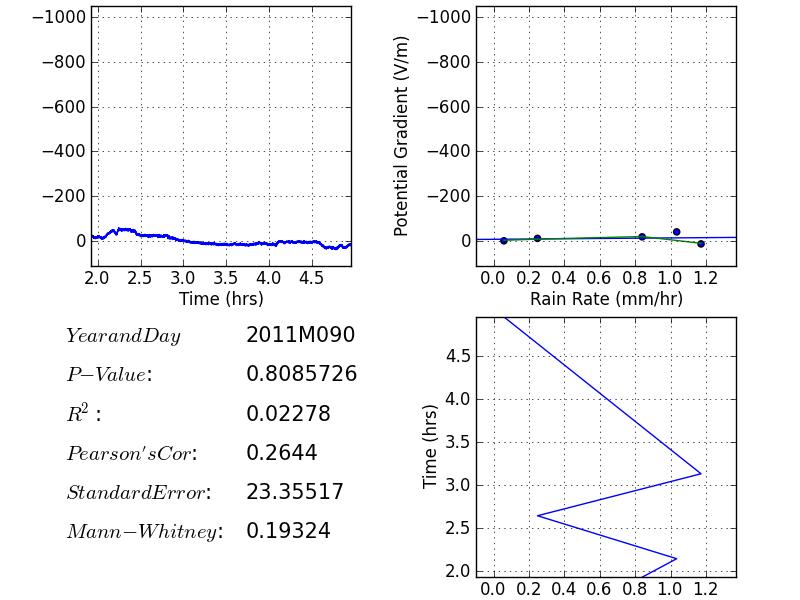 −1000
−800
−600
−400
−200
0
2.0 2.5 3.0 3.5 4.0 4.5
Time (hrs)
Potential Gradient (V/m)
−1000
−800
−600
−400
−200
0
0.0 0.2 0.4 0.6 0.8 1.0 1.2
Rain Rate (mm/hr)
YearandDay 2011M090
P−Value: 0.8085726
R²: 0.02278
Pearson'sCor: 0.2644
StandardError: 23.35517
Mann−Whitney: 0.19324
Time (hrs)
4.5
4.0
3.5
3.0
2.5
2.0
0.0 0.2 0.4 0.6 0.8 1.0 1.2